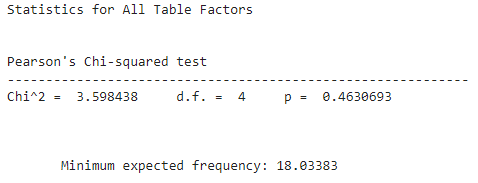 Statistics for All Table Factors
Pearson's Chi-squared test
------------------------------------------------------------
Chi^2 =  3.598438     d.f. =  4     p =  0.4630693
Minimum expected frequency: 18.03383